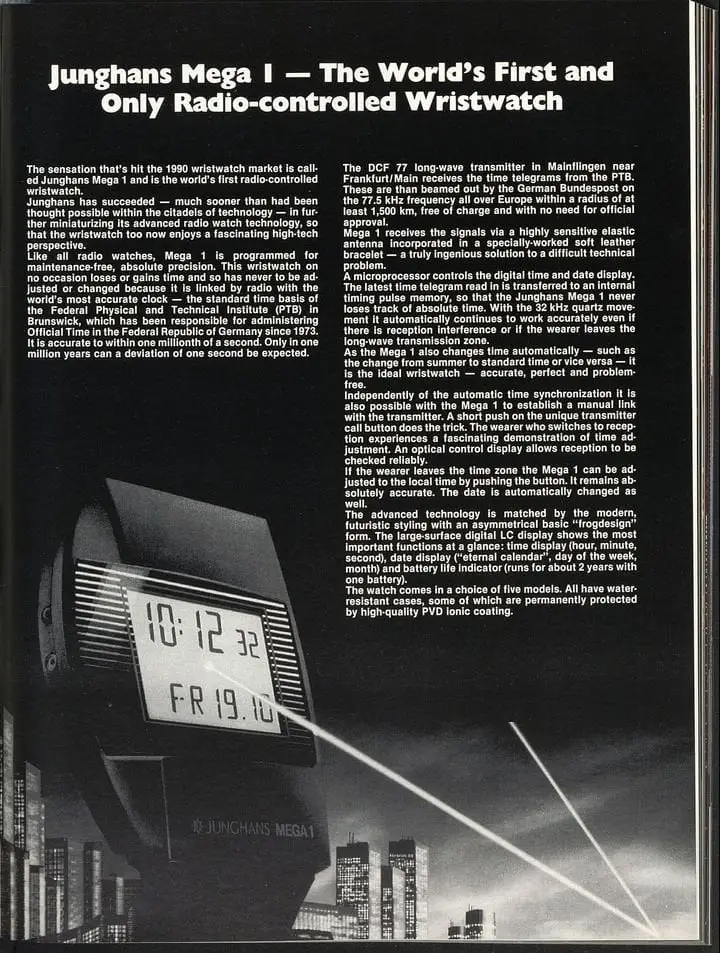 Junghans Mega 1 — The World's First and
Only Radio-controlled Wristwatch
The sensation that's hit the 1990 wristwatch market is call-
ed Junghans Mega 1 and is the world's first radio-controlled
wristwatch.
Junghans has succeeded — much sooner than had been
thought possible within the citadels of technology — in fur-
ther miniaturizing its advanced radio watch technology, so
that the wristwatch too now enjoys a fascinating high-tech
perspective.
Like all radio watches, Mega 1 is programmed for
maintenance-free, absolute precision. This wristwatch on
no occasion loses or gains time and so has never to be ad-
justed or changed because it is linked by radio with the
world's most accurate clock — the standard time basis of
the Federal Physical and Technical Institute (PTB) in
Brunswick, which has been responsible for administering
Official Time in the Federal Republic of Germany since 1973.
It is accurate to within one millionth of a second. Only in one
million years can a deviation of one second be expected.
The DCF 77 long-wave transmitter in Mainflingen near
Frankfurt/Main receives the time telegrams from the PTB.
These are than beamed out by the German Bundespost on
the 77.5 kHz frequency all over Europe within a radius of at
least 1,500 km, free of charge and with no need for official
approval.
Mega 1 receives the signals via a highly sensitive elastic
antenna incorporated in a specially-worked soft leather
bracelet — a truly ingenious solution to a difficult technical
problem.
A microprocessor controls the digital time and date display.
The latest time telegram read in is transferred to an internal
timing pulse memory, so that the Junghans Mega 1 never
loses track of absolute time. With the 32 kHz quartz move-
ment it automatically continues to work accurately even if
there is reception interference or if the wearer leaves the
long-wave transmission zone.
As the Mega 1 also changes time automatically — such as
the change from summer to standard time or vice versa — it
is the ideal wristwatch — accurate, perfect and problem-
free.
Independently of the automatic time synchronization it is
also possible with the Mega 1 to establish a manual link
with the transmitter. A short push on the unique transmitter
call button does the trick. The wearer who switches to recep-
tion experiences a fascinating demonstration of time ad-
justment. An optical control display allows reception to be
checked reliably.
If the wearer leaves the time zone the Mega 1 can be ad-
justed to the local time by pushing the button. It remains ab-
solutely accurate. The date is automatically changed as
well.
The advanced technology is matched by the modern,
futuristic styling with an asymmetrical basic "frogdesign"
form. The large-surface digital LC display shows the most
important functions at a glance: time display (hour, minute,
second), date display ("eternal calendar", day of the week,
month) and battery life indicator (runs for about 2 years with
one battery).
The watch comes in a choice of five models. All have water-
resistant cases, some of which are permanently protected
by high-quality PVD Ionic coating.
10:12 32
FR 19.10
JUNGHANS MEGA 1